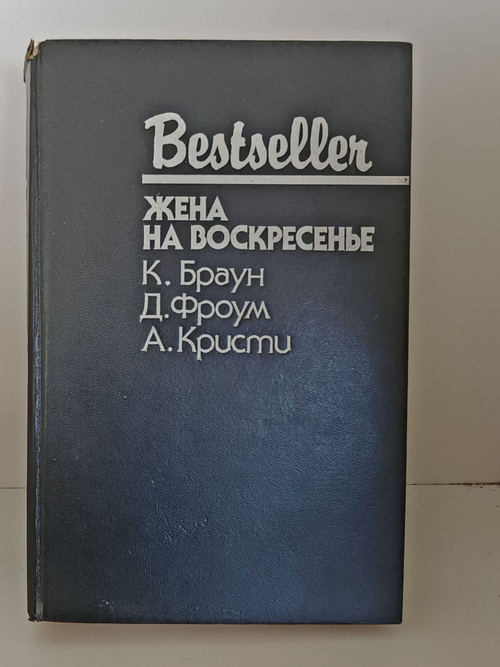 Bestseller
ЖЕНА
НА ВОСКРЕСЕНЬЕ
К. Браун
Д. Фроум
А. Кристи